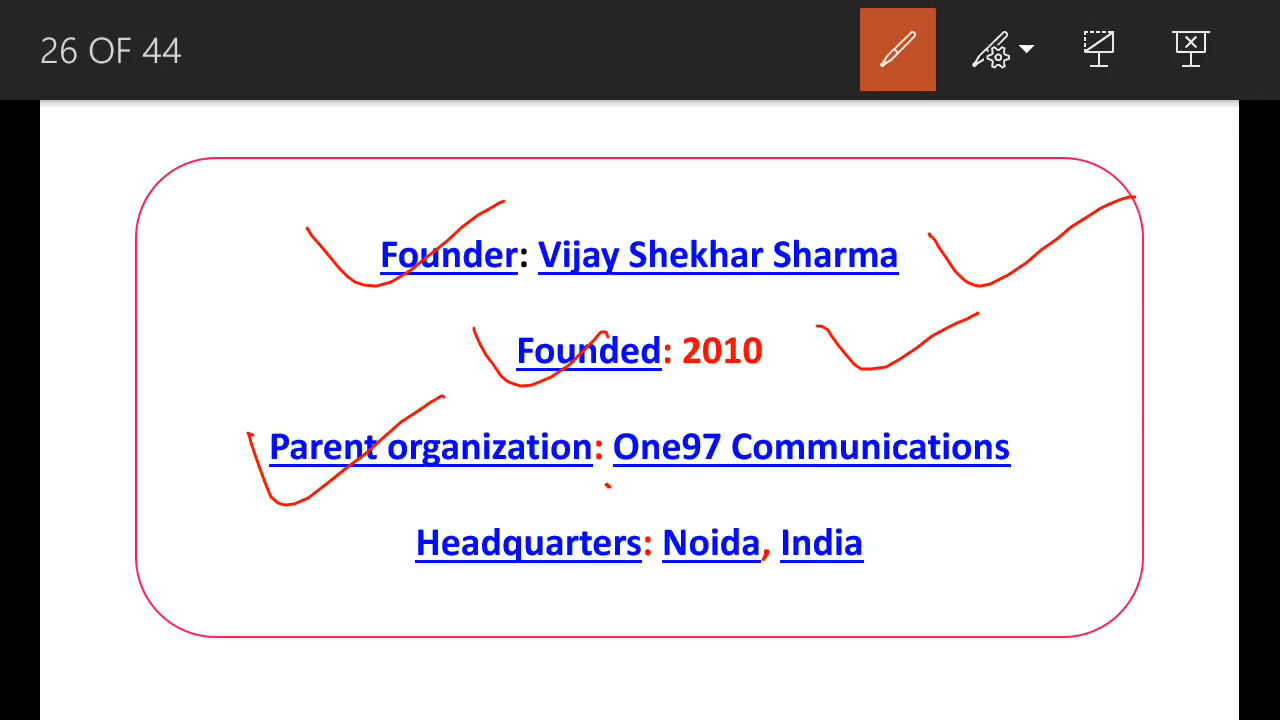 26 OF 44
Founder: Vijay Shekhar Sharma
Founded: 2010
Parent organization: One97 Communications
Headquarters: Noida, India